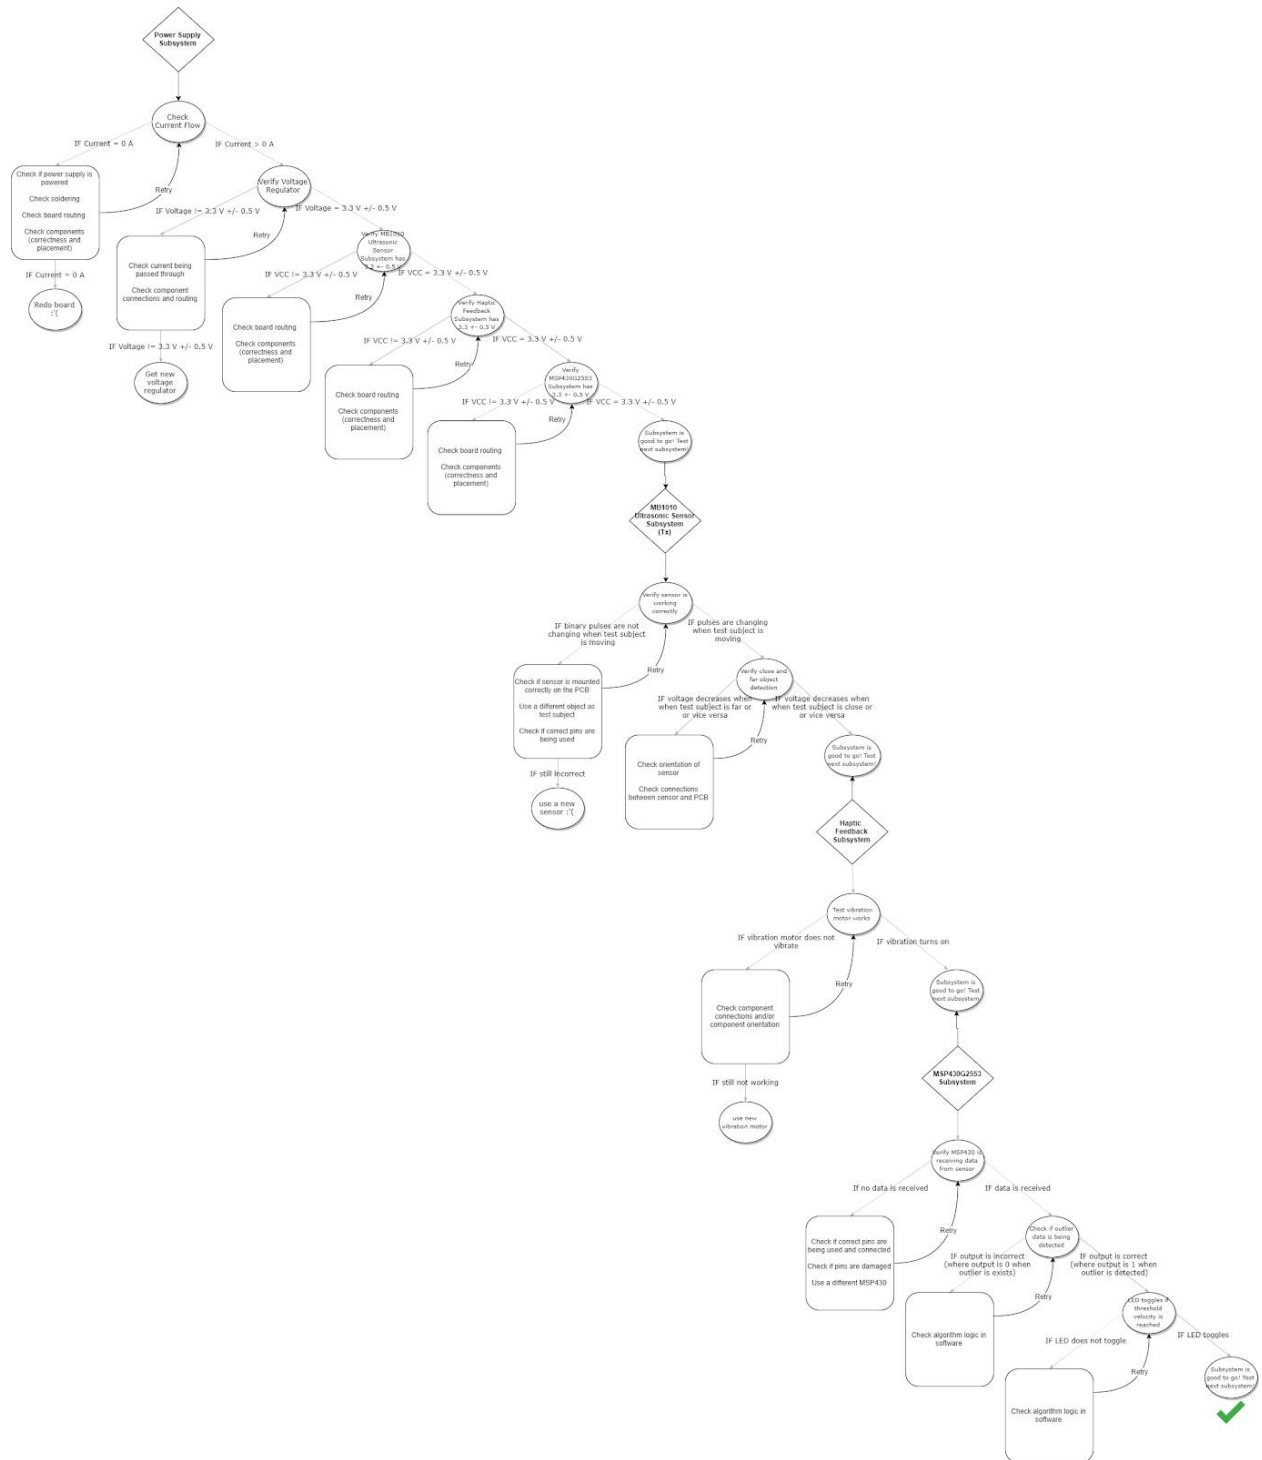 Power Supply
Subsystem
Check
Current Flow
IF Current = 0 A
IF Current > 0 A
Check if power supply is
powered
Check soldering
Check board routing
Check components
(correctness and
placement)
Retry
IF Current = 0 A
Redo board
:'(
Verify Voltage
Regulator
IF Voltage != 3.3 V +/- 0.5 V
IF Voltage = 3.3 V +/- 0.5 V
Check current being
passed through
Check component
connections and routing
Retry
IF Voltage != 3.3 V +/- 0.5 V
Get new
voltage
regulator
Verify MB1010
Ultrasonic
Sensor
Subsystem has
3.3 +- 0.5 V
IF VCC != 3.3 V +/- 0.5 V
IF VCC = 3.3 V +/- 0.5 V
Check board routing
Check components
(correctness and
placement)
Retry
Verify Haptic
Feedback
Subsystem has
3.3 +- 0.5 V
IF VCC != 3.3 V +/- 0.5 V
IF VCC = 3.3 V +/- 0.5 V
Check board routing
Check components
(correctness and
placement)
Retry
Verify
MSP430G2553
Subsystem has
3.3 +- 0.5 V
IF VCC != 3.3 V +/- 0.5 V
IF VCC = 3.3 V +/- 0.5 V
Check board routing
Check components
(correctness and
placement)
Retry
Subsystem is
good to go! Test
next subsystem!
MB1010
Ultrasonic Sensor
Subsystem
(Tx)
Verify sensor is
working
correctly
IF binary pulses are not
changing when test subject
is moving
IF pulses are changing
when test subject is
moving
Check if sensor is mounted
correctly on the PCB
Use a different object as
test subject
Check if correct pins are
being used
Retry
IF still incorrect
use a new
sensor :'(
Verify close and
far object
detection
IF voltage decreases when
when test subject is far or
or vice versa
IF voltage decreases when
when test subject is close or
or vice versa
Check orientation of
sensor
Check connections
between sensor and PCB
Retry
Subsystem is
good to go! Test
next subsystem!
Haptic
Feedback
Subsystem
Test vibration
motor works
IF vibration motor does not
vibrate
IF vibration turns on
Check component
connections and/or
component orientation
Retry
IF still not working
use new
vibration motor
Subsystem is
good to go! Test
next subsystem
MSP430G2553
Subsystem
Verify MSP430 is
receiving data
from sensor
If no data is received
IF data is received
Check if correct pins are
being used and connected
Check if pins are damaged
Use a different MSP430
Retry
Check if outlier
data is being
detected
IF output is incorrect
(where output is 0 when
outlier is exists)
IF output is correct
(where output is 1 when
outlier is detected)
Check algorithm logic in
software
Retry
LED toggles if
threshold
velocity is
reached
IF LED does not toggle
IF LED toggles
Check algorithm logic in
software
Retry
Subsystem is
good to go! Test
next subsystem!